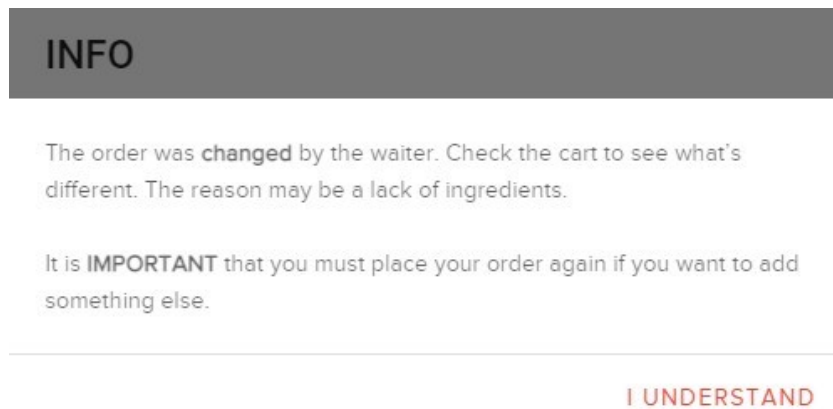 INFO
The order was changed by the waiter. Check the cart to see what's
different. The reason may be a lack of ingredients.
It is IMPORTANT that you must place your order again if you want to add
something else.
I UNDERSTAND